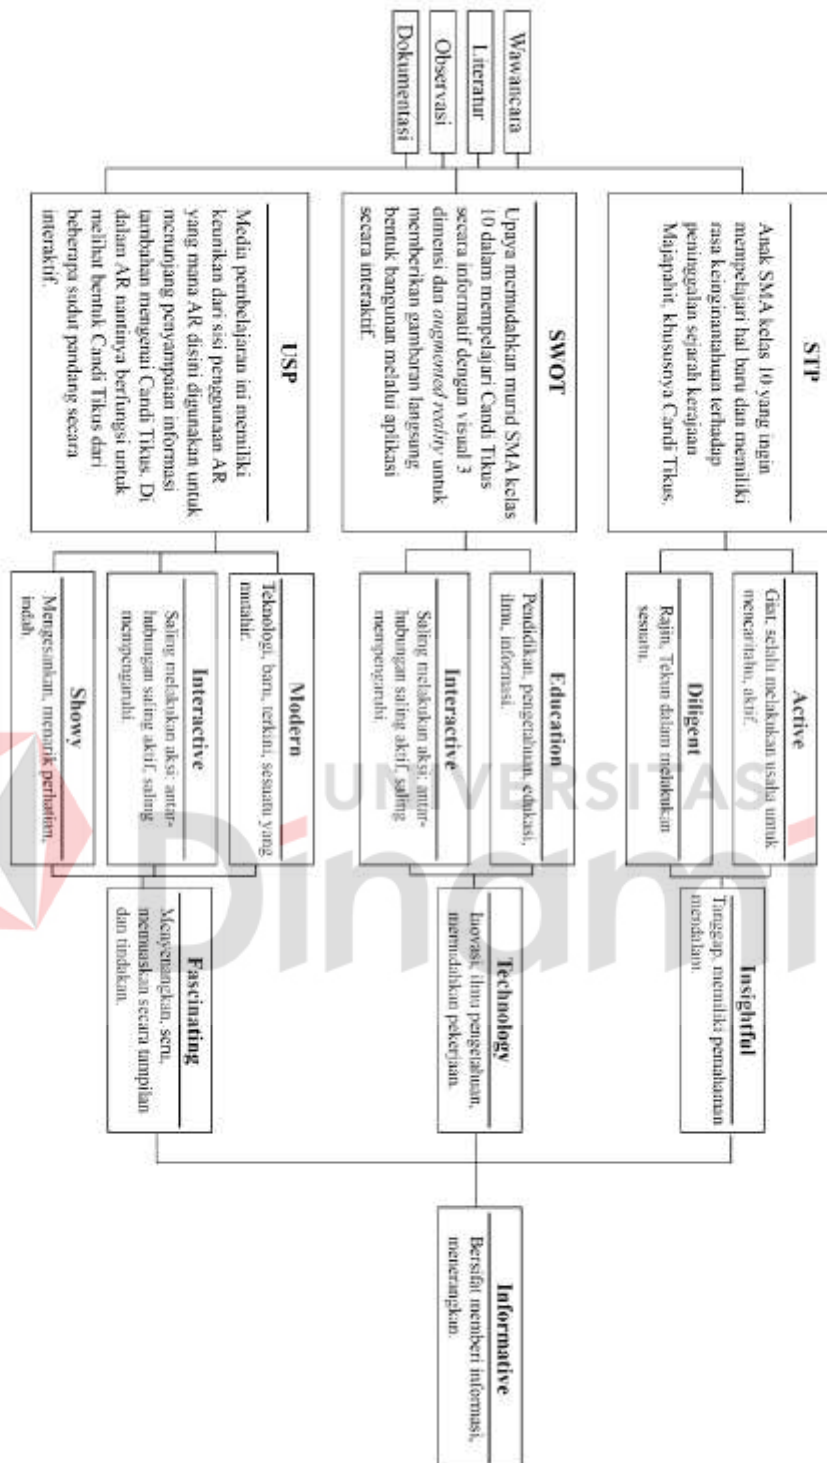 Wawancara
Literatur
Observasi
Dokumentasi
STP
Anak SMA kelas 10 yang ingin
mempelajari hal baru dan memiliki
rasa keinginantahuan terhadap
peninggalan sejarah kerajaan
Majapahit, khususnya Candi Tikus.
SWOT
Upaya memudahkan murid SMA kelas
10 dalam mempelajari Candi Tikus
secara informatif dengan visual 3
dimensi dan augmented reality untuk
memberikan gambaran langsung
bentuk bangunan melalui aplikasi
secara interaktif.
USP
Media pembelajaran ini memiliki
keunikan dari sisi penggunaan AR
yang mana AR disini digunakan untuk
menunjang penyampaian informasi
tambahan mengenai Candi Tikus. Di
dalam AR nantinya berfungsi untuk
melihat bentuk Candi Tikus dari
beberapa sudut pandang secara
interaktif.
Active
Giat, selalu melakukan usaha untuk
mencaritahu, aktif.
Diligent
Rajin, Tekun dalam melakukan
sesuatu.
Education
Pendidikan, pengetahuan, edukasi,
ilmu, informasi.
Interactive
Saling melakukan aksi; antar-
hubungan saling aktif, saling
mempengaruhi.
Modern
Teknologi, baru, terkini, sesuatu yang
mutahir.
Interactive
Saling melakukan aksi; antar-
hubungan saling aktif, saling
mempengaruhi.
Showy
Mengesankan, menarik perhatian,
indah.
Insightful
Tanggap, memiliki pemahaman
mendalam.
Technology
Inovasi, ilmu pengetahuan,
memudahkan pekerjaan.
Fascinating
Menyenangkan, seru,
memuaskan secara tampilan
dan tindakan.
Informative
Bersifat memberi informasi,
menerangkan.
UNIVERSITAS
Dinami